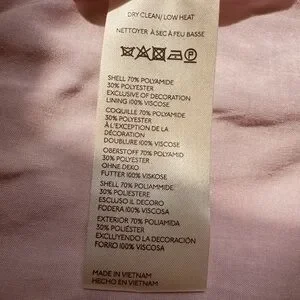 DRY CLEAN/ LOW HEAT
NETTOYER À SEC À FEU BASSE
SHELL 70% POLYAMIDE
30% POLYESTER
EXCLUSIVE OF DECORATION
LINING 100% VISCOSE
COQUILLE 70% POLYAMIDE
30% POLYESTER
À L'EXCEPTION DE LA
DÉCORATION
DOUBLURE 100% VISCOSE
OBERSTOFF 70% POLYAMID
30% POLYESTER
OHNE DEKO
FUTTER 100% VISKOSE
SHELL 70% POLIAMMIDE
30% POLIESTERE
ESCLUSO IL DECORO
FODERA 100% VISCOSA
EXTERIOR 70% POLIAMIDA
30% POLIÉSTER
EXCLUYENDO LA DECORACIÓN
FORRO 100% VISCOSA
MADE IN VIETNAM
HECHO EN VIETNAM